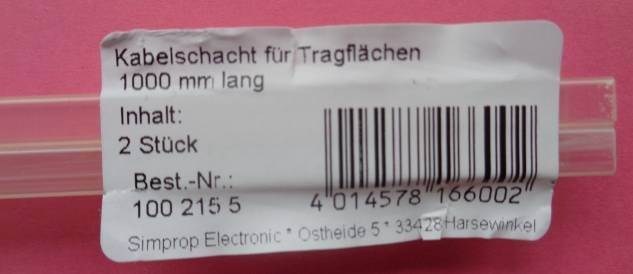 Kabelschacht für Tragflächen
1000 mm lang
Inhalt:
2 Stück
Best.-Nr.:
100 215 5
4 014578 166002
Simprop Electronic * Ostheide 5 * 33428 Harsewinkel